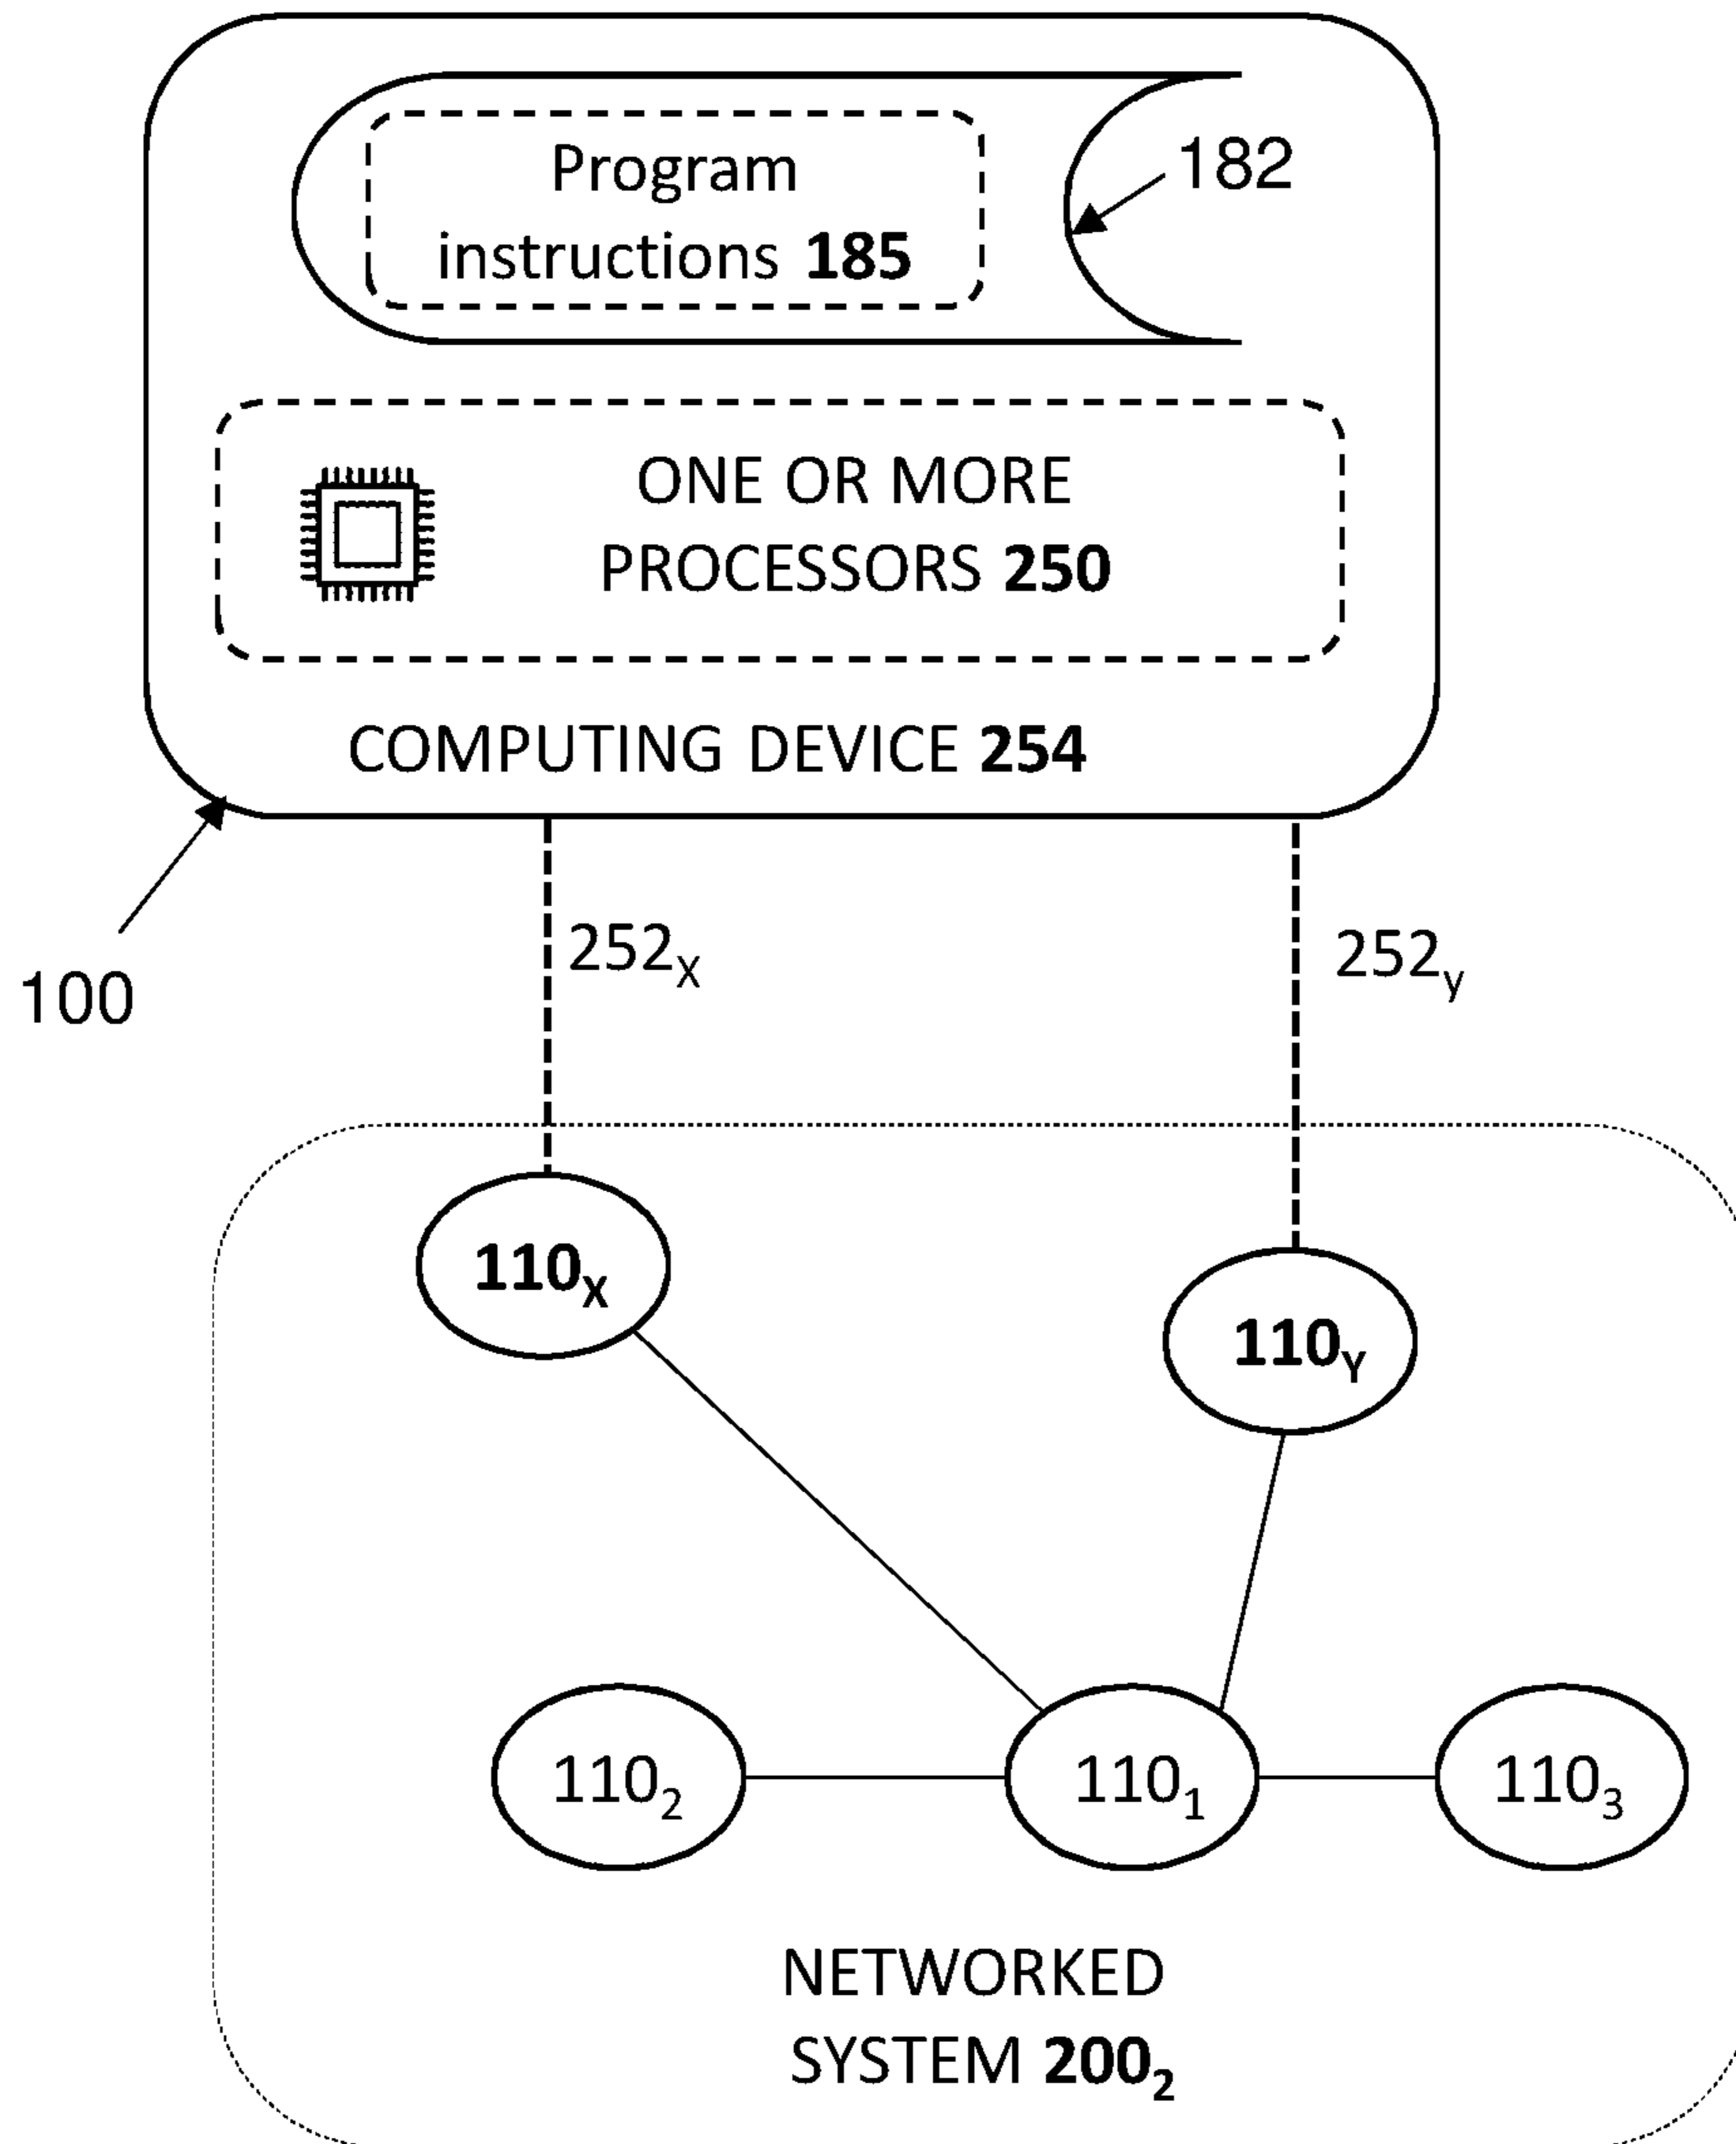 Program
instructions 185
182
ONE OR MORE
PROCESSORS 250
COMPUTING DEVICE 254
100
252X
252y
110X
110Y
1102
1101
1103
NETWORKED
SYSTEM 2002